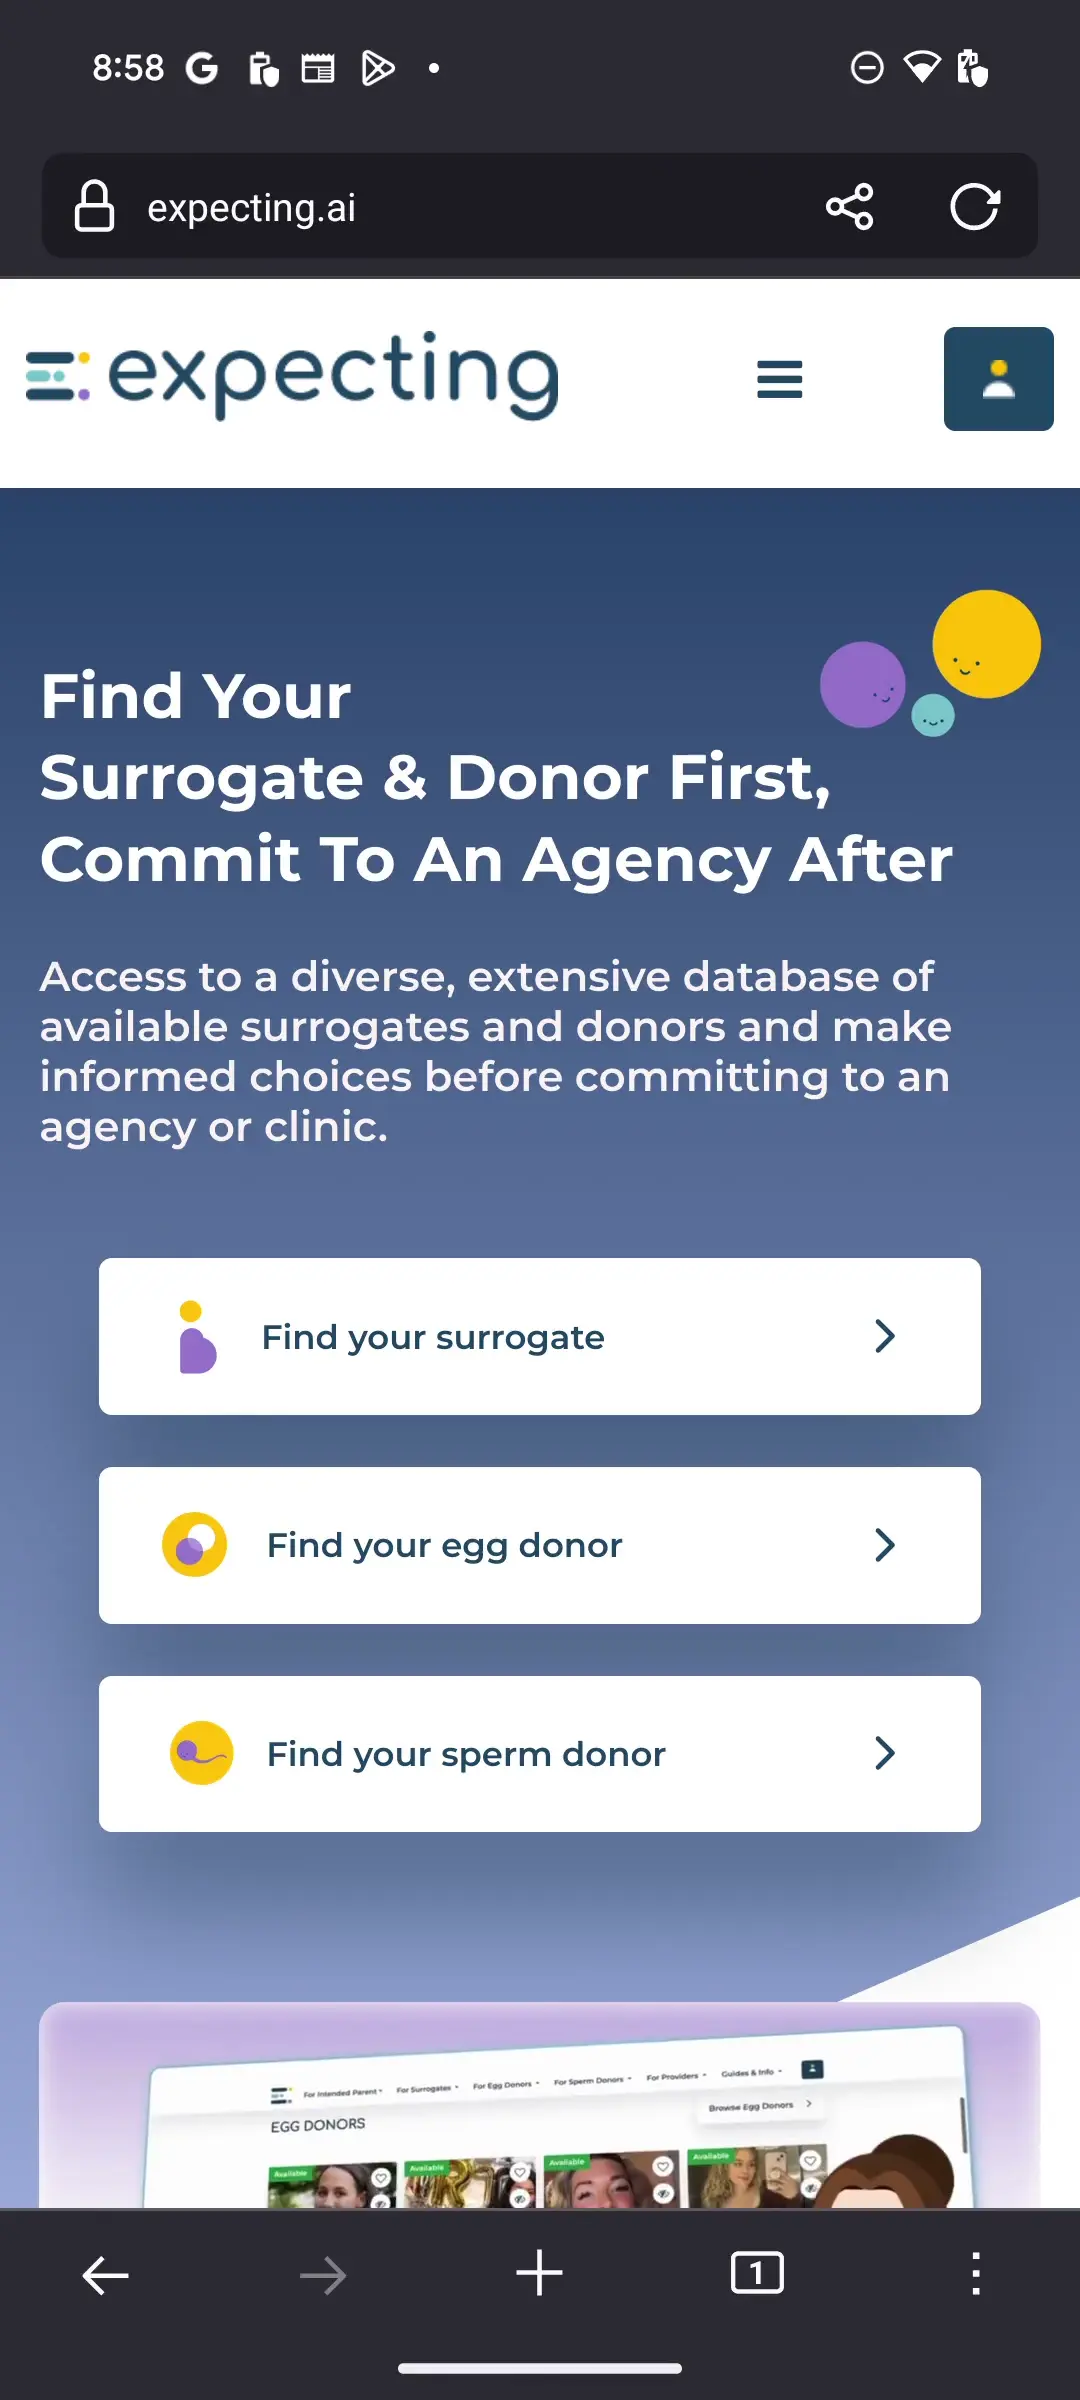 8:58
expecting.ai
expecting
Find Your
Surrogate & Donor First,
Commit To An Agency After
Access to a diverse, extensive database of
available surrogates and donors and make
informed choices before committing to an
agency or clinic.
Find your surrogate
Find your egg donor
Find your sperm donor
For Intended Parent For Surrogates For Egg Donors For Sperm Donors For Providers Guides & Info
Browse Egg Donors
EGG DONORS
Available Available Available Available
1